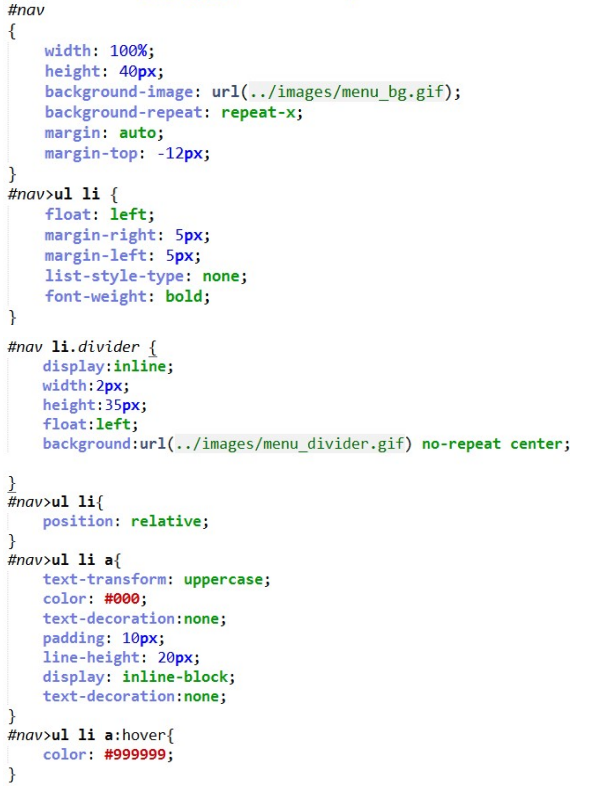 #nav
{
width: 100%;
height: 40px;
background-image: url(../images/menu_bg.gif);
background-repeat: repeat-x;
margin: auto;
margin-top: -12px;
}
#nav>ul li {
float: left;
margin-right: 5px;
margin-left: 5px;
list-style-type: none;
font-weight: bold;
}
#nav li.divider {
display:inline;
width:2px;
height:35px;
float:left;
background:url(../images/menu_divider.gif) no-repeat center;
}
#nav>ul li{
position: relative;
}
#nav>ul li a{
text-transform: uppercase;
color: #000;
text-decoration:none;
padding: 10px;
line-height: 20px;
display: inline-block;
text-decoration:none;
}
#nav>ul li a:hover{
color: #999999;
}